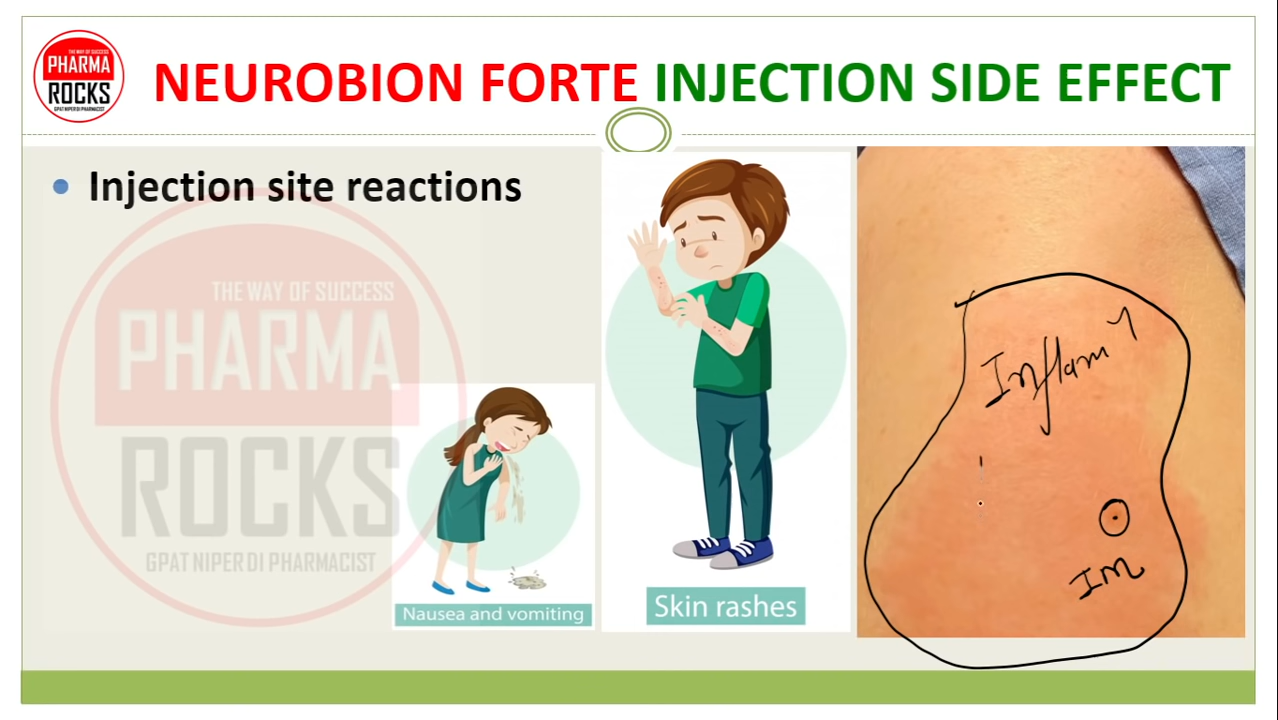 THE WAY OF SUCCESS
PHARMA
ROCKS
GPAT NIPER DI PHARMACIST
NEUROBION FORTE INJECTION SIDE EFFECT
• Injection site reactions
THE WAY OF SUCCESS
PHARMA
ROCKS
GPAT NIPER DI PHARMACIST
Nausea and vomiting
Skin rashes
Inflam
IM